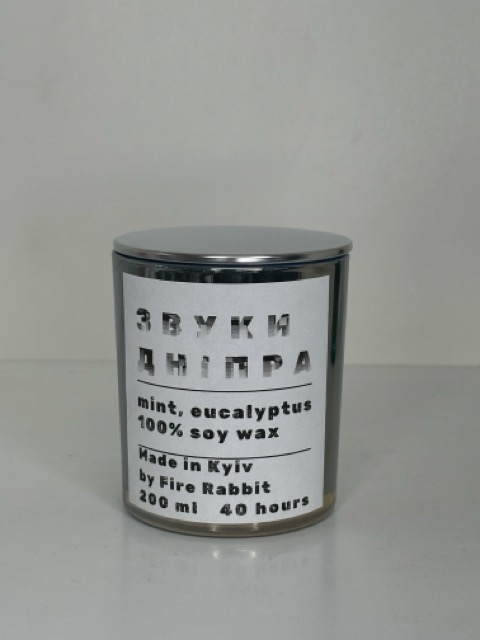 ЗВУКИ
ДНІПРА
mint, eucalyptus
100% soy wax
Made in Kyiv
by Fire Rabbit
200 ml 40 hours